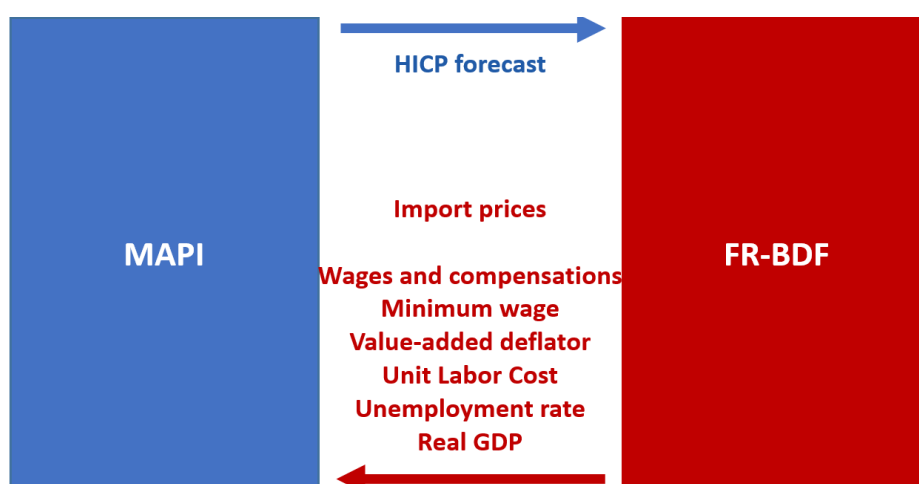 HICP forecast
MAPI
Import prices
Wages and compensations
Minimum wage
Value-added deflator
Unit Labor Cost
Unemployment rate
Real GDP
FR-BDF